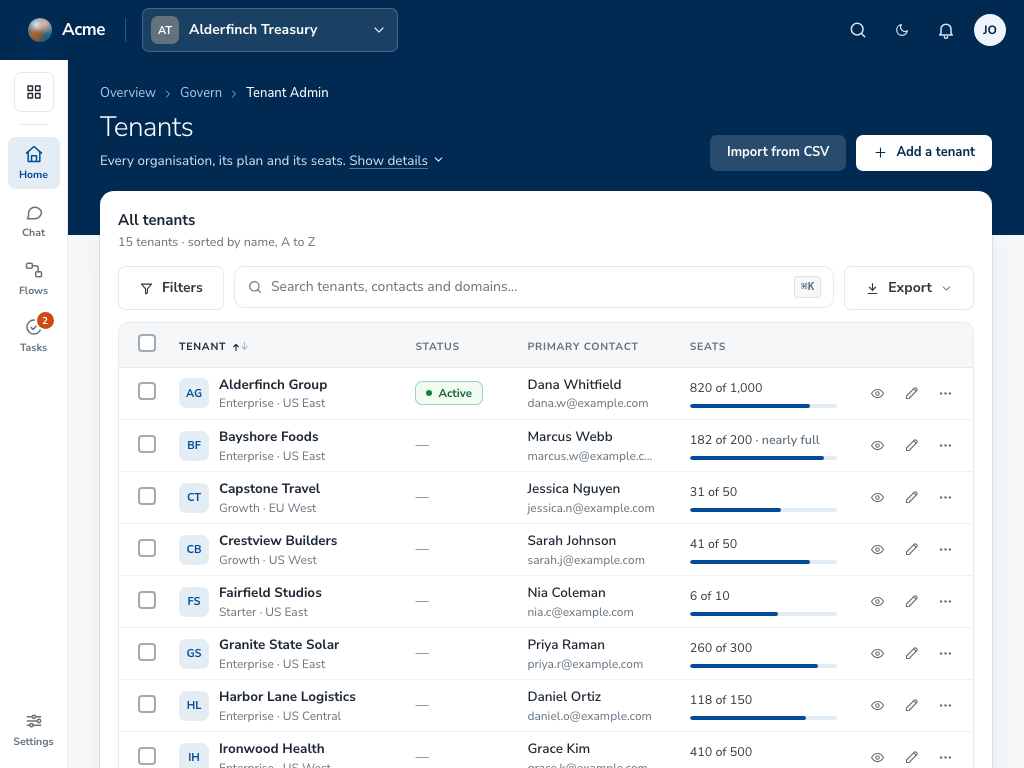 Acme
AT Alderfinch Treasury
JO
Overview > Govern > Tenant Admin
Tenants
Every organisation, its plan and its seats. Show details
Import from CSV
Add a tenant
Home
Chat
Flows
2
Tasks
Settings
All tenants
15 tenants · sorted by name, A to Z
Filters
Search tenants, contacts and domains...
⌘K
Export
TENANT STATUS PRIMARY CONTACT SEATS
AG Alderfinch Group Active Dana Whitfield 820 of 1,000
Enterprise · US East dana.w@example.com
BF Bayshore Foods — Marcus Webb 182 of 200 · nearly full
Enterprise · US East marcus.w@example.c...
CT Capstone Travel — Jessica Nguyen 31 of 50
Growth · EU West jessica.n@example.com
CB Crestview Builders — Sarah Johnson 41 of 50
Growth · US West sarah.j@example.com
FS Fairfield Studios — Nia Coleman 6 of 10
Starter · US East nia.c@example.com
GS Granite State Solar — Priya Raman 260 of 300
Enterprise · US East priya.r@example.com
HL Harbor Lane Logistics — Daniel Ortiz 118 of 150
Enterprise · US Central daniel.o@example.com
IH Ironwood Health — Grace Kim 410 of 500
Enterprise · US West grace.k@example.com